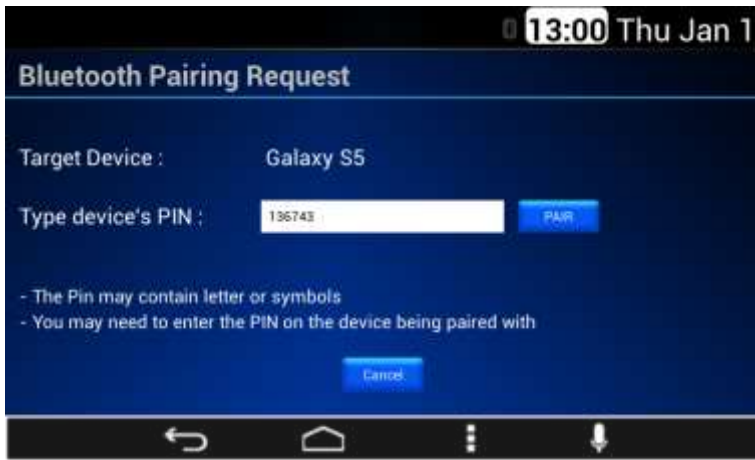 13:00 Thu Jan 1
Bluetooth Pairing Request
Target Device : Galaxy S5
Type device's PIN : 136743 PAIR
- The Pin may contain letter or symbols
- You may need to enter the PIN on the device being paired with
Cancel